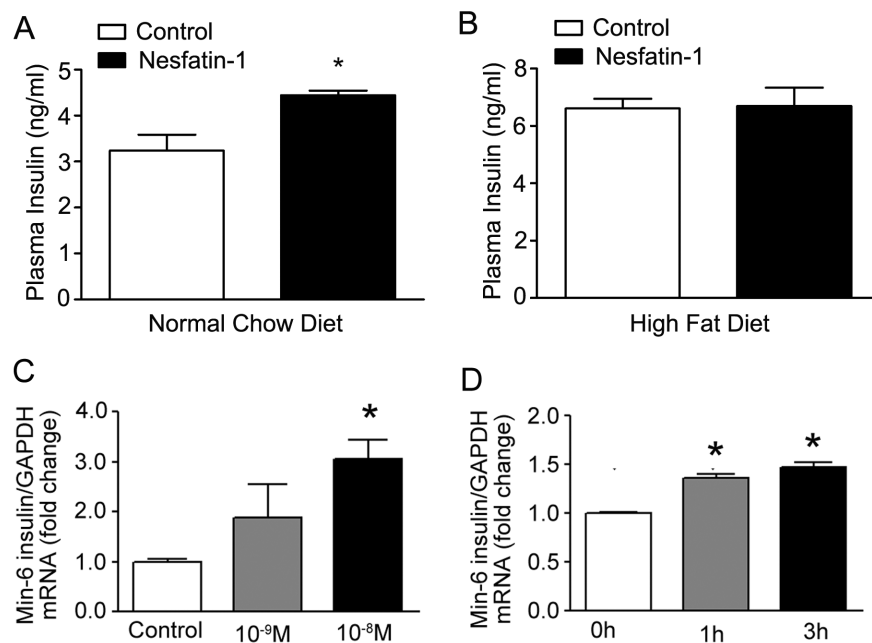 A
Control
Nesfatin-1
*
Plasma Insulin (ng/ml)
5
4
3
2
1
0
Normal Chow Diet
B
Control
Nesfatin-1
Plasma Insulin (ng/ml)
8
6
4
2
0
High Fat Diet
C
Min-6 insulin/GAPDH
mRNA (fold change)
4.0
3.0
2.0
1.0
0.0
*
Control
10⁻⁹M
10⁻⁸M
D
Min-6 insulin/GAPDH
mRNA (fold change)
2.0
1.5
1.0
0.5
0.0
*
*
0h
1h
3h